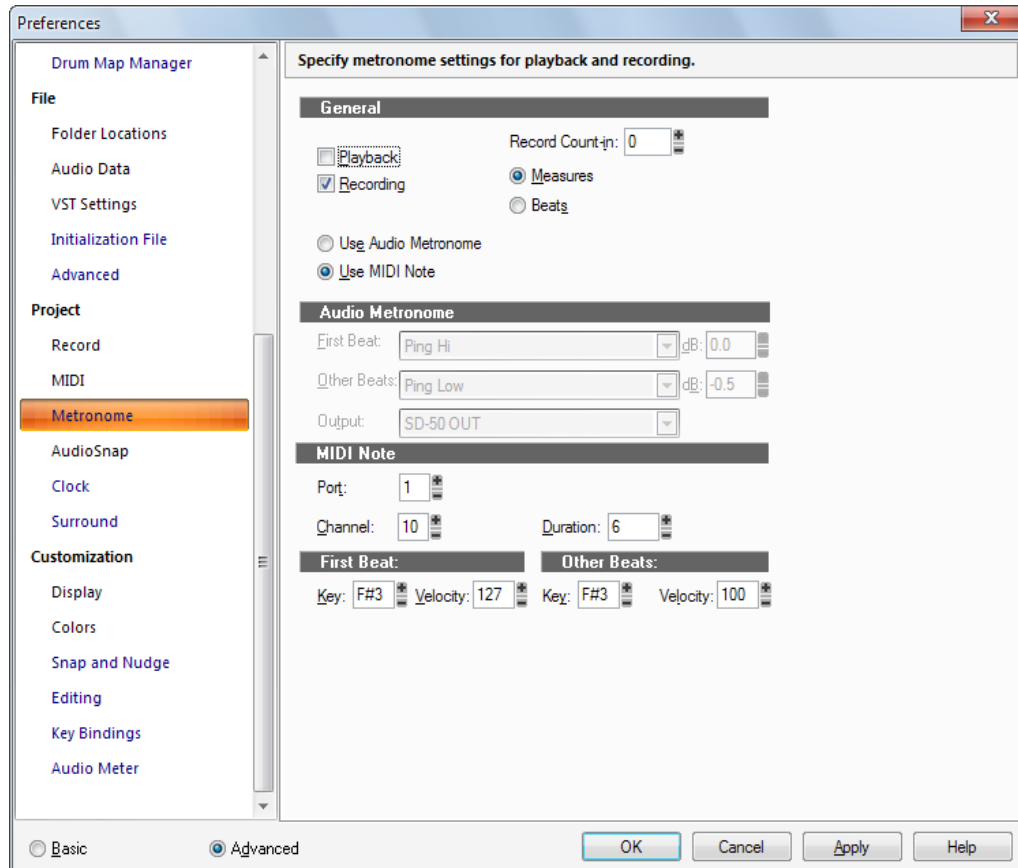 Preferences
Drum Map Manager
File
Folder Locations
Audio Data
VST Settings
Initialization File
Advanced
Project
Record
MIDI
Metronome
AudioSnap
Clock
Surround
Customization
Display
Colors
Snap and Nudge
Editing
Key Bindings
Audio Meter
Basic
Advanced
Specify metronome settings for playback and recording.
General
Playback
Recording
Record Count-in: 0
Measures
Beats
Use Audio Metronome
Use MIDI Note
Audio Metronome
First Beat: Ping Hi dB: 0.0
Other Beats: Ping Low dB: -0.5
Output: SD-50 OUT
MIDI Note
Port: 1
Channel: 10 Duration: 6
First Beat: Other Beats:
Key: F#3 Velocity: 127 Key: F#3 Velocity: 100
OK Cancel Apply Help